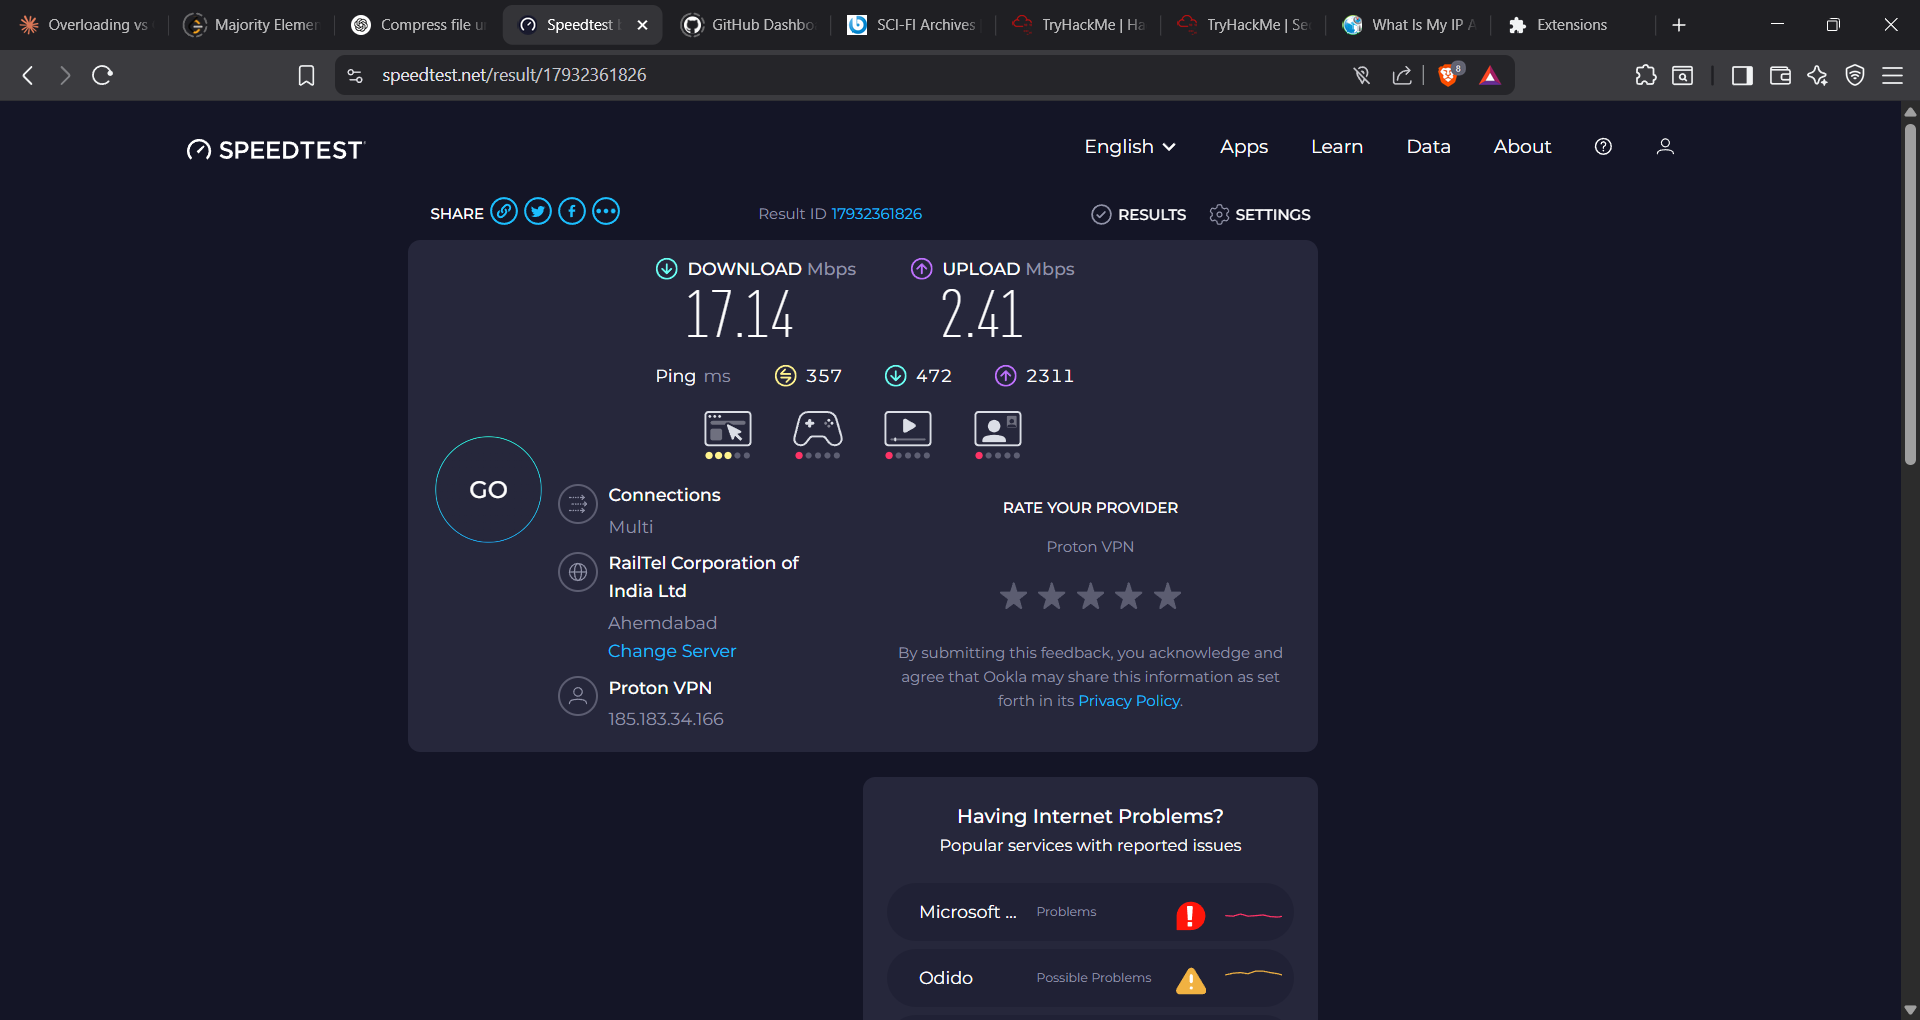 Overloading vs
Majority Elemen
Compress file u
Speedtest b
GitHub Dashbo
SCI-FI Archives
TryHackMe | Ha
TryHackMe | Se
What Is My IP A
Extensions
speedtest.net/result/17932361826
8
SPEEDTEST
English
Apps
Learn
Data
About
SHARE
Result ID 17932361826
RESULTS
SETTINGS
DOWNLOAD Mbps
17.14
UPLOAD Mbps
2.41
Ping ms
357
472
2311
GO
Connections
Multi
RailTel Corporation of
India Ltd
Ahemdabad
Change Server
Proton VPN
185.183.34.166
RATE YOUR PROVIDER
Proton VPN
By submitting this feedback, you acknowledge and
agree that Ookla may share this information as set
forth in its Privacy Policy.
Having Internet Problems?
Popular services with reported issues
Microsoft ...
Problems
Odido
Possible Problems